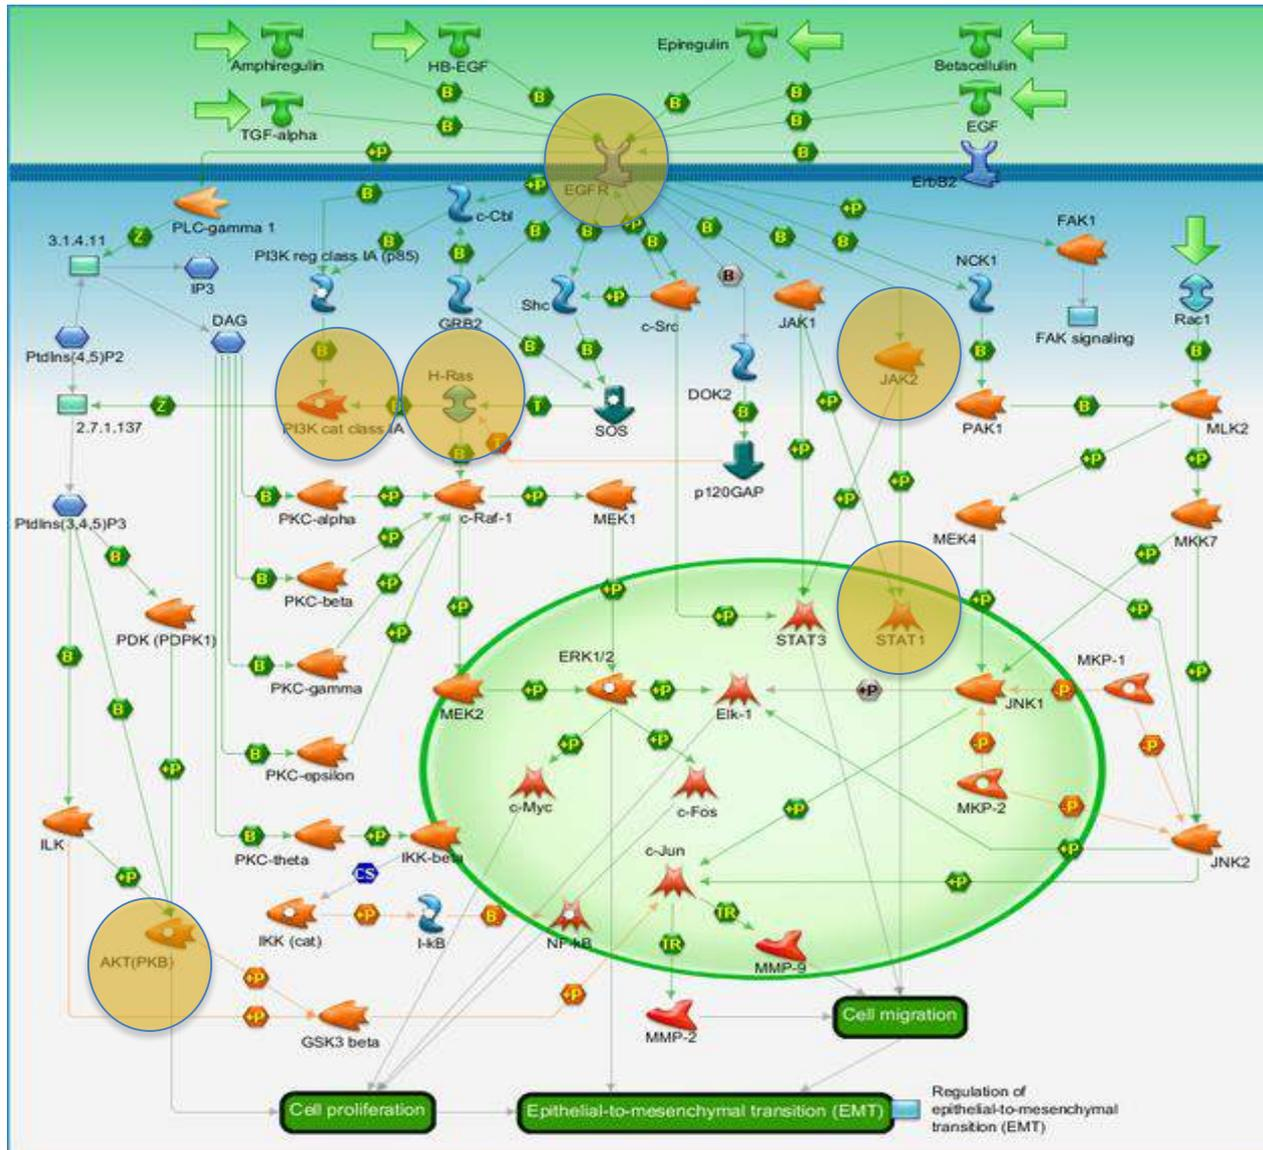 Amphiregulin
HB-EGF
Epiregulin
Betacellulin
B
B
B
B
TGF-alpha
B
B
EGF
+P
EGFR
B
ErbB2
PLC-gamma 1
B
+P
c-Cbl
+P
+P
FAK1
3.1.4.11
Z
PI3K reg class IA (p85)
B
B
B
B
B
B
B
B
NCK1
IP3
B
DAG
GRB2
Shc
+P
c-Src
JAK1
Rac1
FAK signaling
PtdIns(4,5)P2
B
B
B
DOK2
JAK2
B
B
H-Ras
2.7.1.137
Z
PI3K cat class IA
B
T
SOS
B
+P
PAK1
B
MLK2
B
T
p120GAP
+P
+P
+P
PtdIns(3,4,5)P3
B
PKC-alpha
+P
c-Raf-1
+P
MEK1
+P
+P
MEK4
MKK7
B
+P
+P
B
PKC-beta
+P
+P
+P
+P
+P
PDK (PDPK1)
+P
+P
STAT3
STAT1
B
B
PKC-gamma
ERK1/2
MKP-1
+P
B
MEK2
+P
+P
Elk-1
+P
JNK1
-P
+P
B
PKC-epsilon
+P
+P
-P
-P
c-Myc
c-Fos
MKP-2
-P
ILK
B
PKC-theta
+P
IKK-beta
+P
c-Jun
+P
JNK2
+P
CS
+P
IKK (cat)
+P
I-kB
B
NF-kB
TR
TR
MMP-9
AKT(PKB)
+P
+P
+P
GSK3 beta
MMP-2
Cell migration
Cell proliferation
Epithelial-to-mesenchymal transition (EMT)
Regulation of
epithelial-to-mesenchymal
transition (EMT)